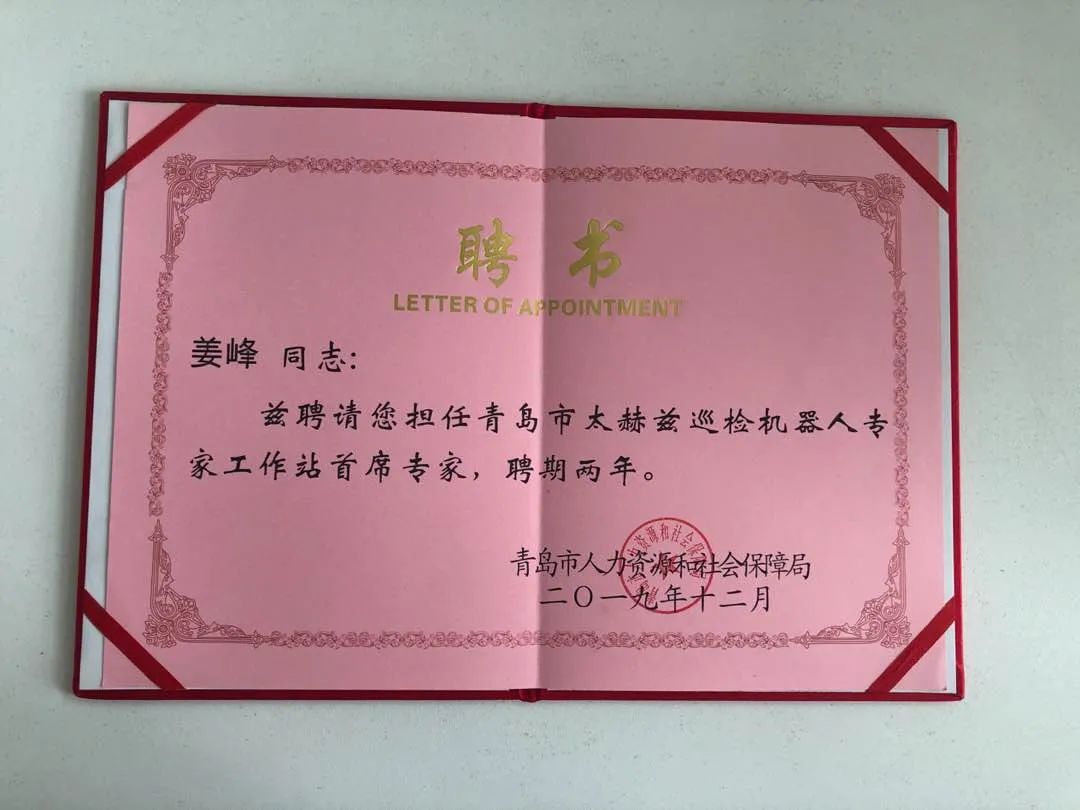 聘书
LETTER OF APPOINTMENT
姜峰 同志：
兹聘请您担任青岛市太赫兹巡检机器人专
家工作站首席专家，聘期两年。
青岛市人力资源和社会保障局
二〇一九年十二月